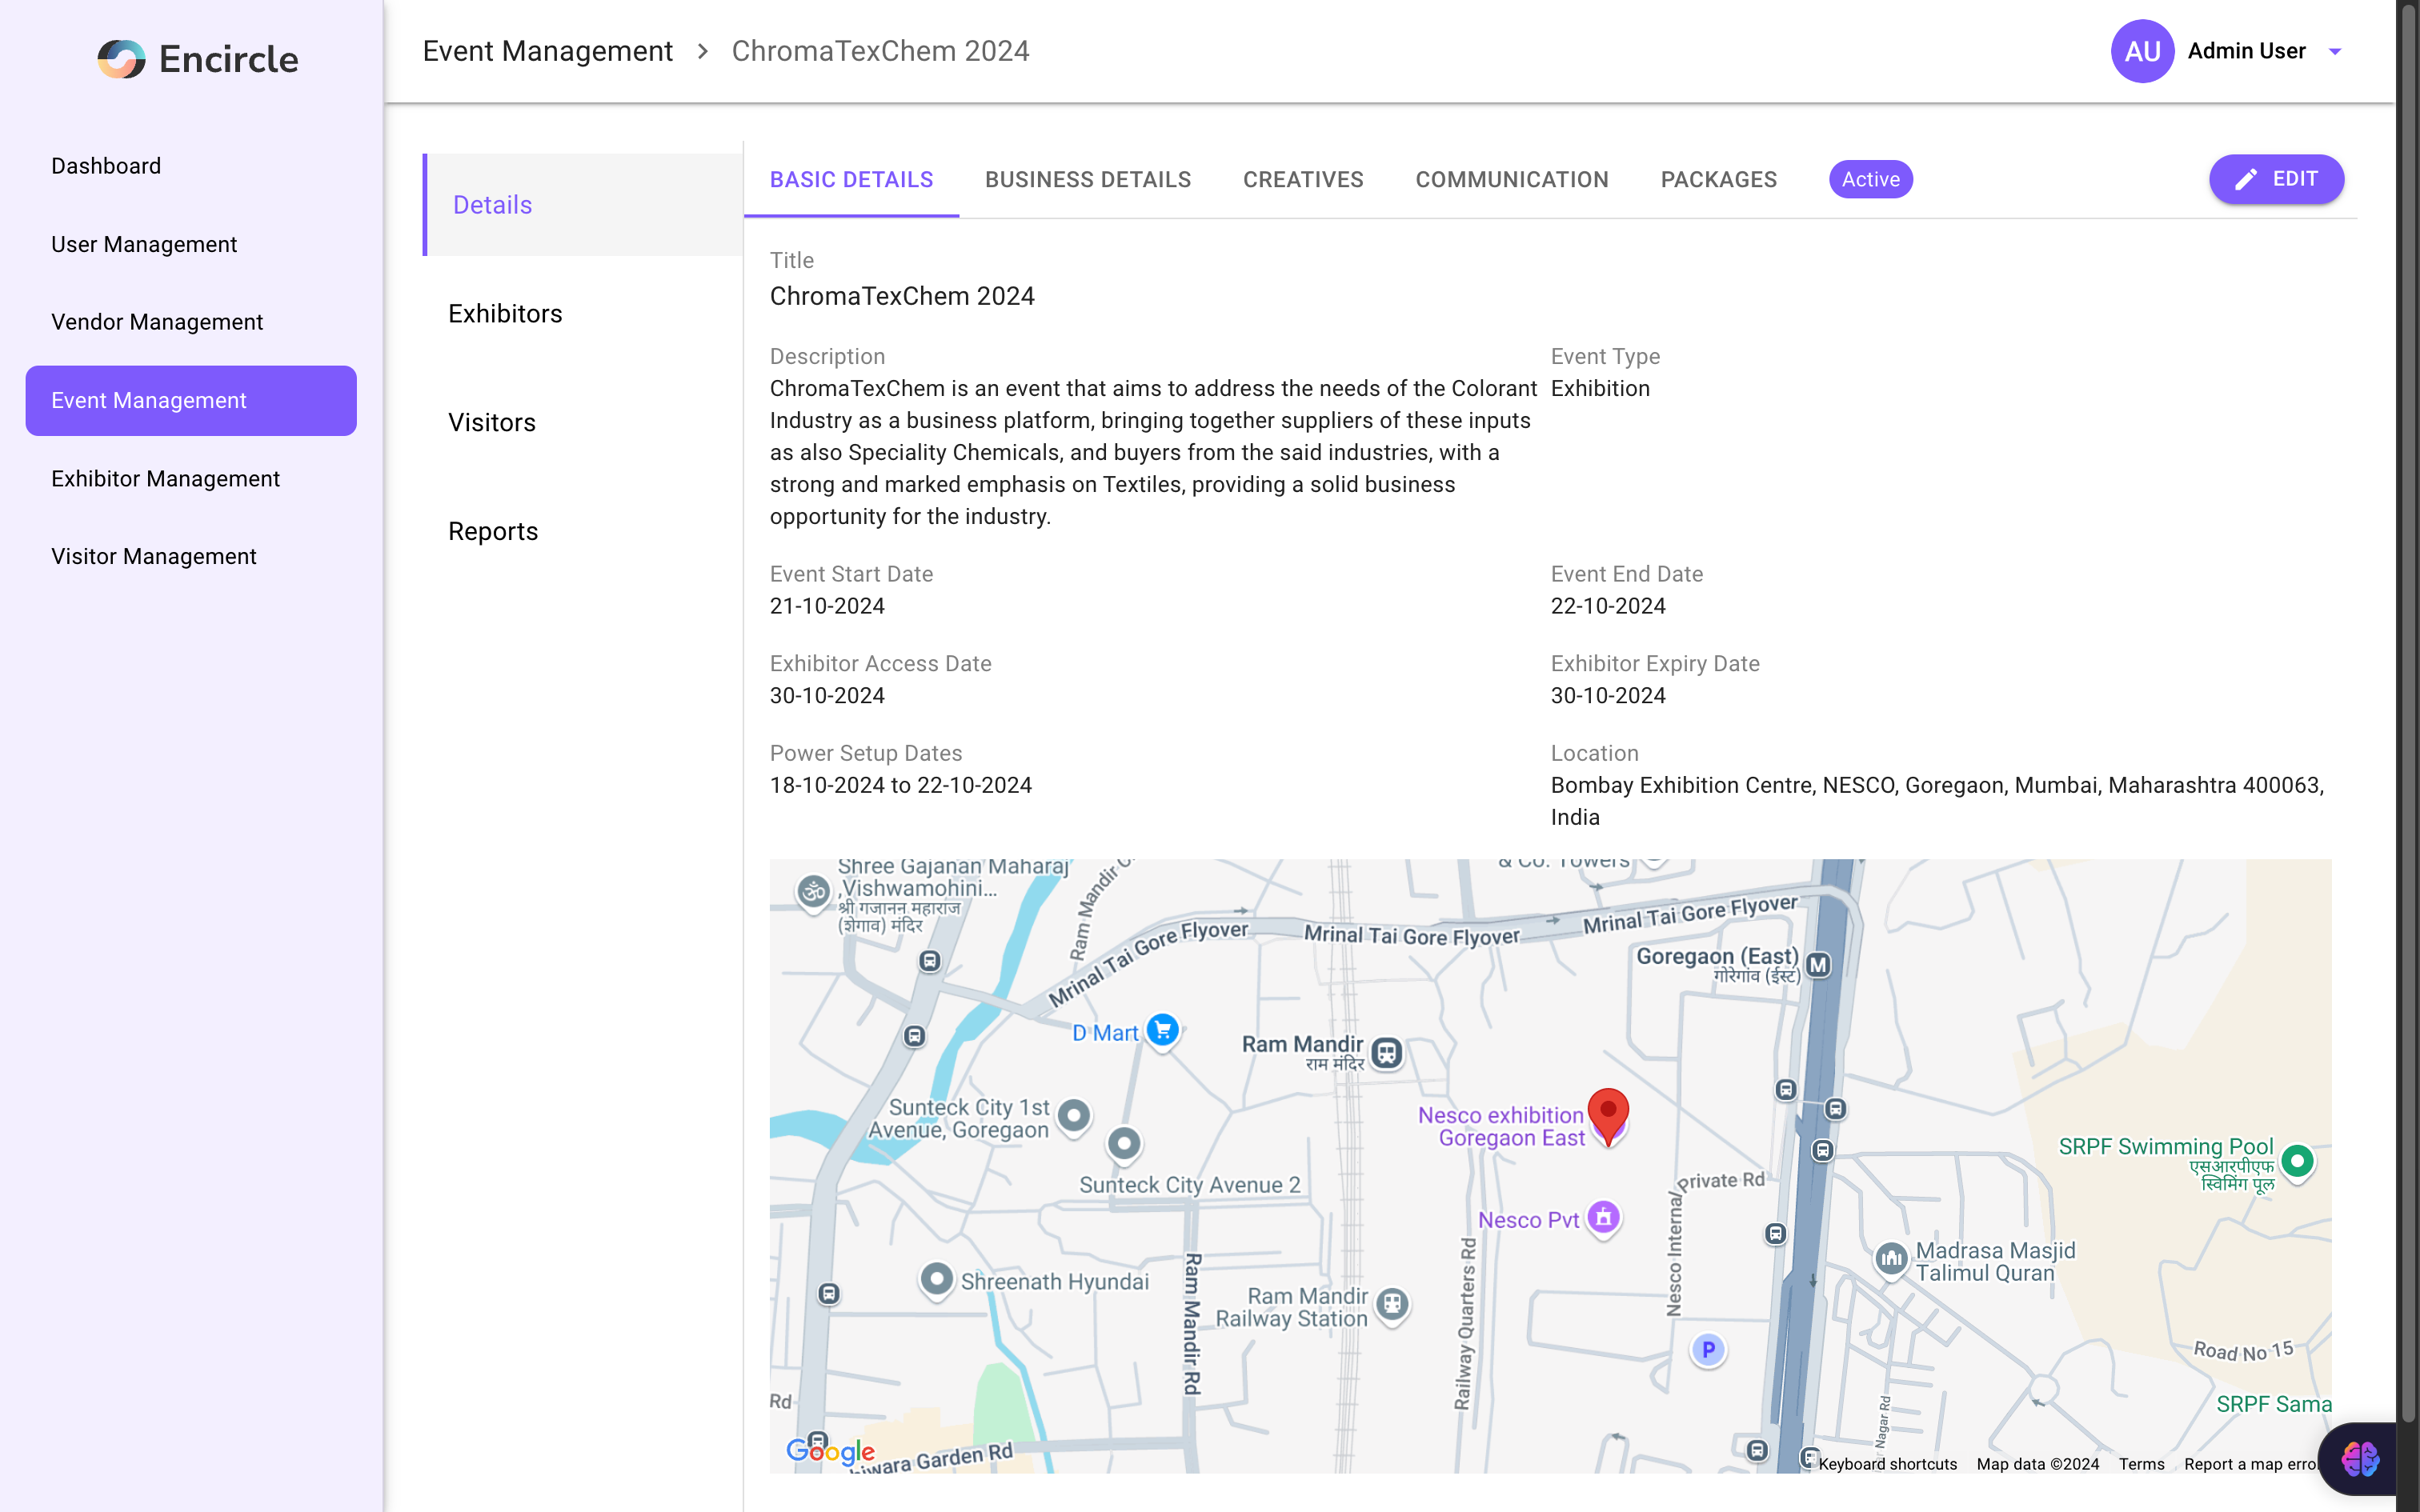 Encircle
Event Management > ChromaTexChem 2024
AU Admin User
Dashboard
User Management
Vendor Management
Event Management
Exhibitor Management
Visitor Management
Details
Exhibitors
Visitors
Reports
BASIC DETAILS BUSINESS DETAILS CREATIVES COMMUNICATION PACKAGES Active EDIT
Title
ChromaTexChem 2024
Description
ChromaTexChem is an event that aims to address the needs of the Colorant
Industry as a business platform, bringing together suppliers of these inputs
as also Speciality Chemicals, and buyers from the said industries, with a
strong and marked emphasis on Textiles, providing a solid business
opportunity for the industry.
Event Type
Exhibition
Event Start Date
21-10-2024
Event End Date
22-10-2024
Exhibitor Access Date
30-10-2024
Exhibitor Expiry Date
30-10-2024
Power Setup Dates
18-10-2024 to 22-10-2024
Location
Bombay Exhibition Centre, NESCO, Goregaon, Mumbai, Maharashtra 400063,
India
Shree Gajanan Maharaj
,Vishwamohini...
श्री गजानन महाराज
(शेगाव) मंदिर
Ram Mandir
& Co. Towers
Mrinal Tai Gore Flyover
Mrinal Tai Gore Flyover
Mrinal Tai Gore Flyover
Goregaon (East)
गोरेगांव (ईस्ट)
M
D Mart
Ram Mandir
राम मंदिर
Sunteck City 1st
Avenue, Goregaon
Nesco exhibition
Goregaon East
SRPF Swimming Pool
एसआरपीएफ
स्विमिंग पूल
Sunteck City Avenue 2
Private Rd
Nesco Internal
Nesco Pvt
Madrasa Masjid
Talimul Quran
Shreenath Hyundai
Ram Mandir Rd
Ram Mandir
Railway Station
Railway Quarters Rd
P
Road No 15
Rd
Nagar Rd
SRPF Sama
Google
iwara Garden Rd
Keyboard shortcuts Map data ©2024 Terms Report a map erro